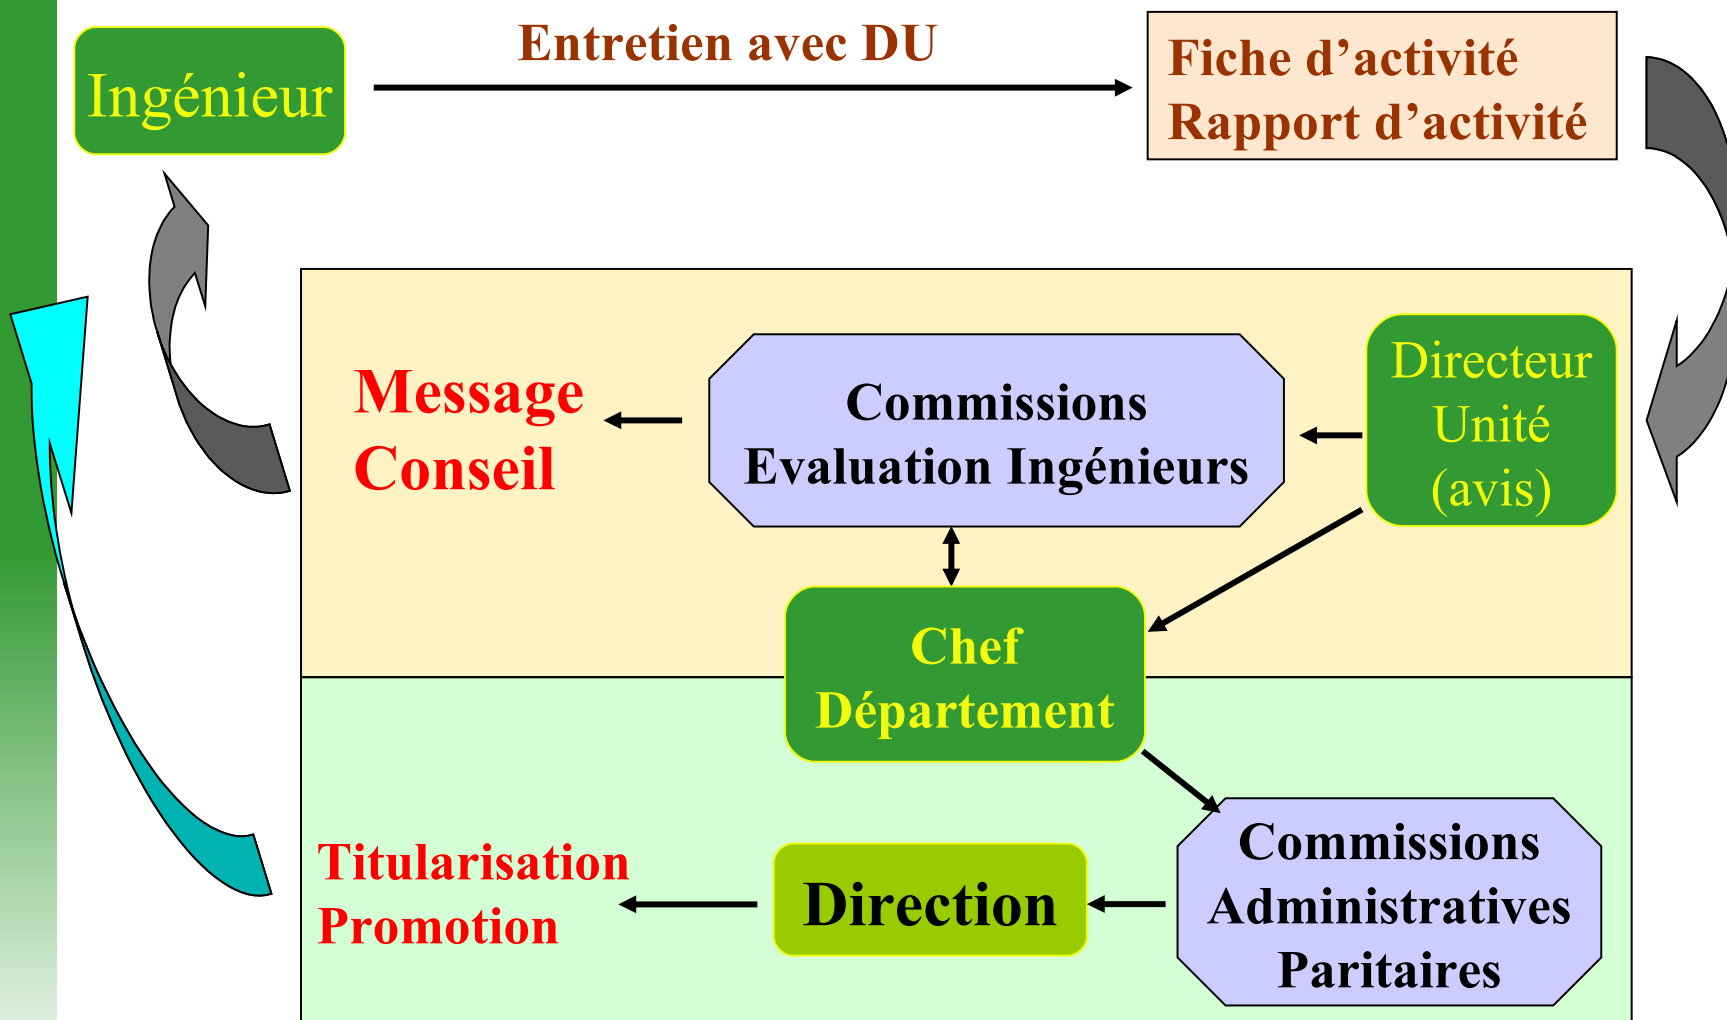 Ingénieur
Entretien avec DU
Fiche d’activité
Rapport d’activité
Message
Conseil
Commissions
Evaluation Ingénieurs
Directeur
Unité
(avis)
Chef
Département
Titularisation
Promotion
Direction
Commissions
Administratives
Paritaires